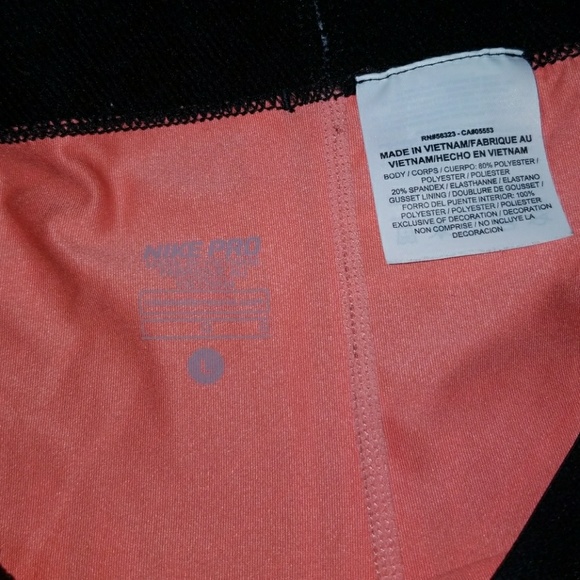 NIKE PRO
RN#56323 - CA#05553
MADE IN VIETNAM/FABRIQUE AU
VIETNAM/HECHO EN VIETNAM
BODY / CORPS / CUERPO: 80% POLYESTER /
POLYESTER / POLIESTER
20% SPANDEX / ELASTHANNE / ELASTANO
GUSSET LINING / DOUBLURE DE GOUSSET /
FORRO DEL PUENTE INTERIOR: 100%
POLYESTER / POLYESTER / POLIESTER
EXCLUSIVE OF DECORATION / DECORATION
NON COMPRISE / NO INCLUYE LA
DECORACION